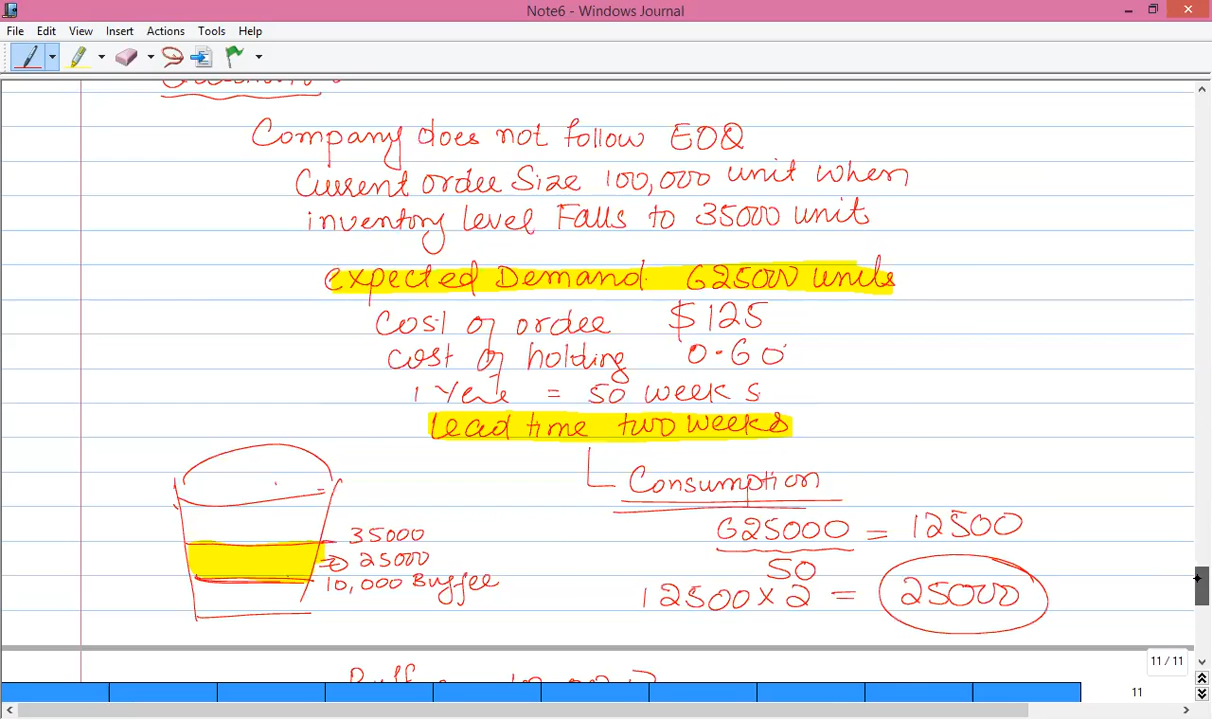 Note6 - Windows Journal
File Edit View Insert Actions Tools Help
Company does not follow EOQ
Current ordee Size 100,000 unit when
inventory level Falls to 35000 unit
expected Demand. 625000 units
Cost of ordee $125
cost of holding 0.60
1 Year = 50 weeks
Lead time two weeks
Consumption
625000 = 12500
50
12500 x 2 = 25000
35000
25000
10,000 Buffee
11 / 11
11